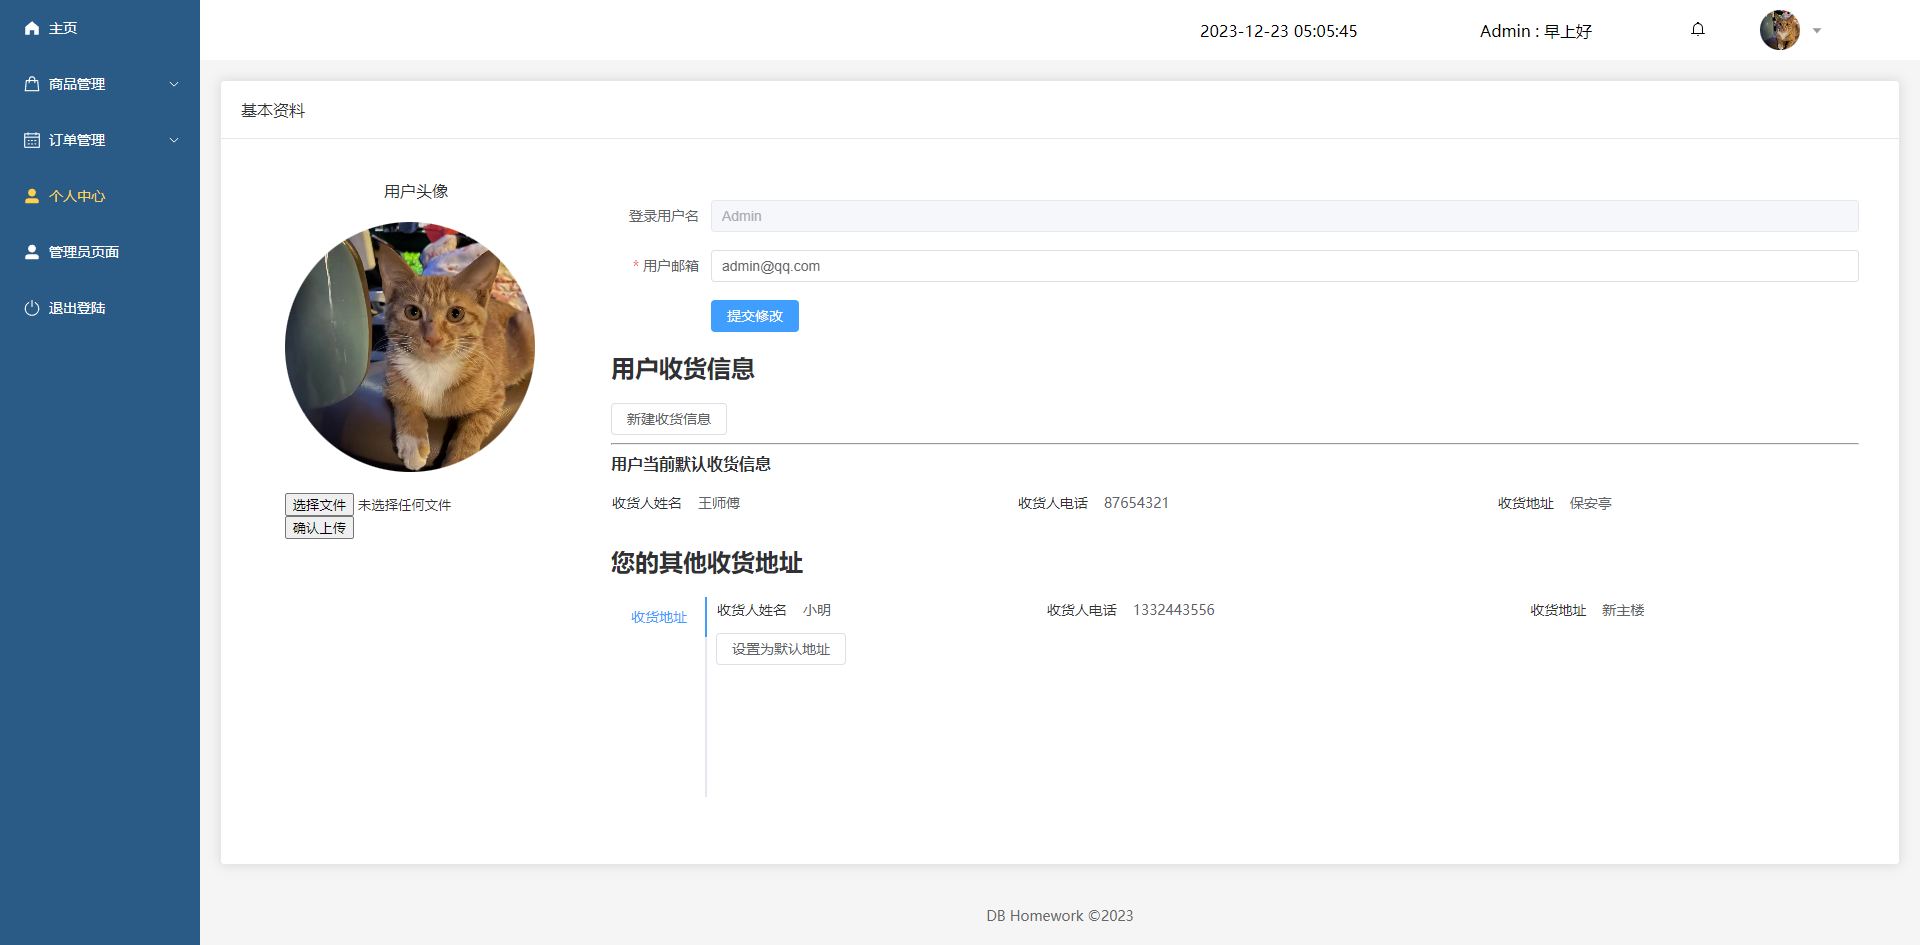 主页
商品管理
订单管理
个人中心
管理员页面
退出登陆
2023-12-23 05:05:45
Admin : 早上好
基本资料
用户头像
选择文件 未选择任何文件
确认上传
登录用户名 Admin
* 用户邮箱 admin@qq.com
提交修改
用户收货信息
新建收货信息
用户当前默认收货信息
收货人姓名 王师傅 收货人电话 87654321 收货地址 保安亭
您的其他收货地址
收货地址
收货人姓名 小明 收货人电话 1332443556 收货地址 新主楼
设置为默认地址
DB Homework ©2023